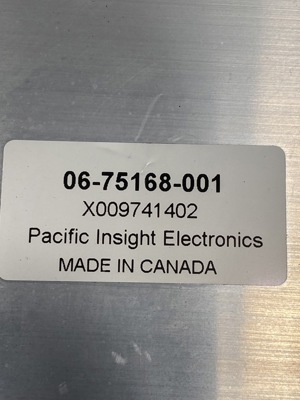 06-75168-001
X009741402
Pacific Insight Electronics
MADE IN CANADA